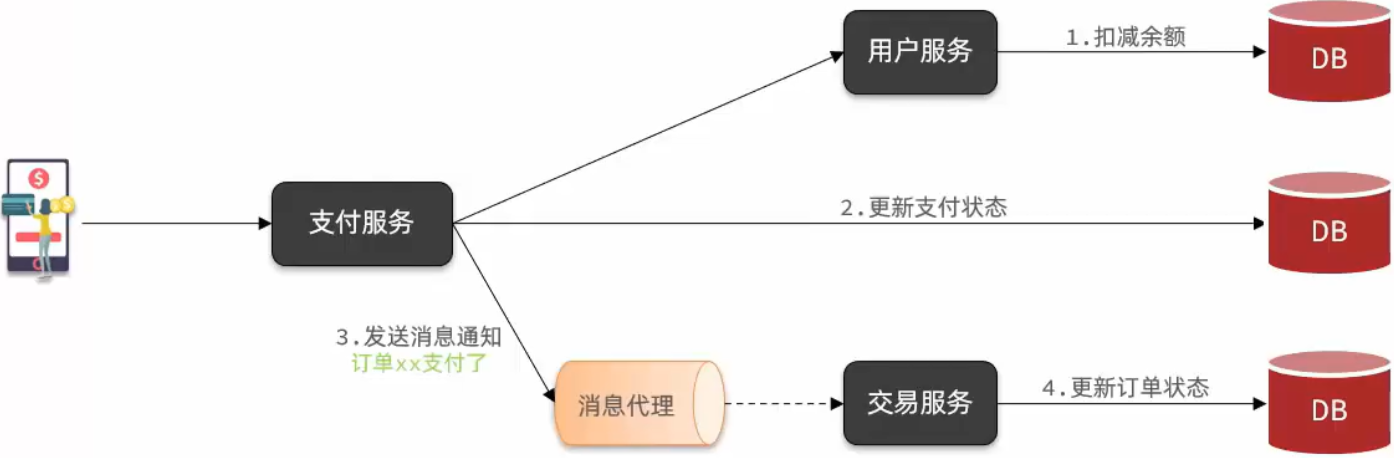 用户服务
1.扣减余额
DB
$
支付服务
2.更新支付状态
DB
3.发送消息通知
订单xx支付了
消息代理
交易服务
4.更新订单状态
DB